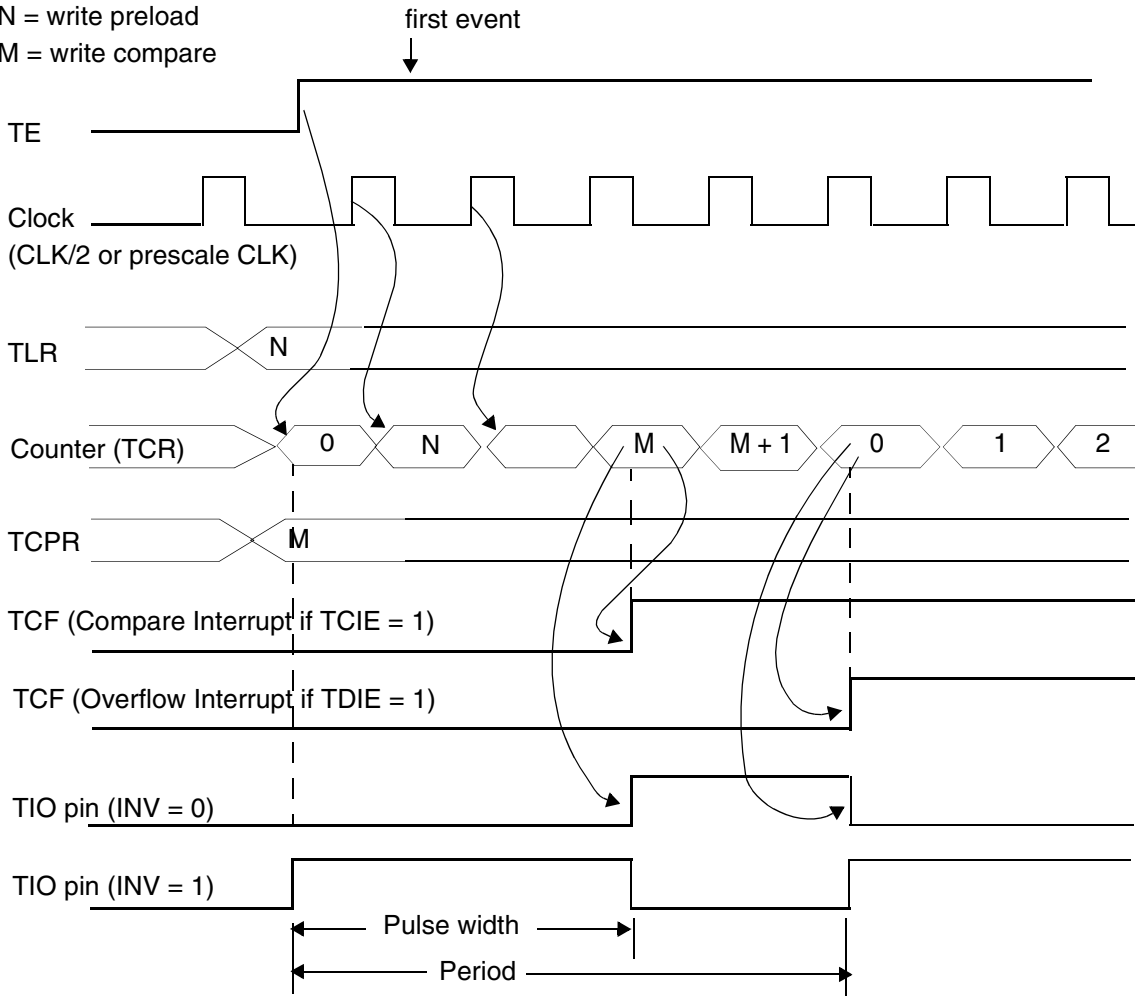 N = write preload
first event
M = write compare
TE
Clock
(CLK/2 or prescale CLK)
TLR
N
Counter (TCR)
0
N
M
M + 1
0
1
2
TCPR
M
TCF (Compare Interrupt if TCIE = 1)
TCF (Overflow Interrupt if TDIE = 1)
TIO pin (INV = 0)
TIO pin (INV = 1)
Pulse width
Period